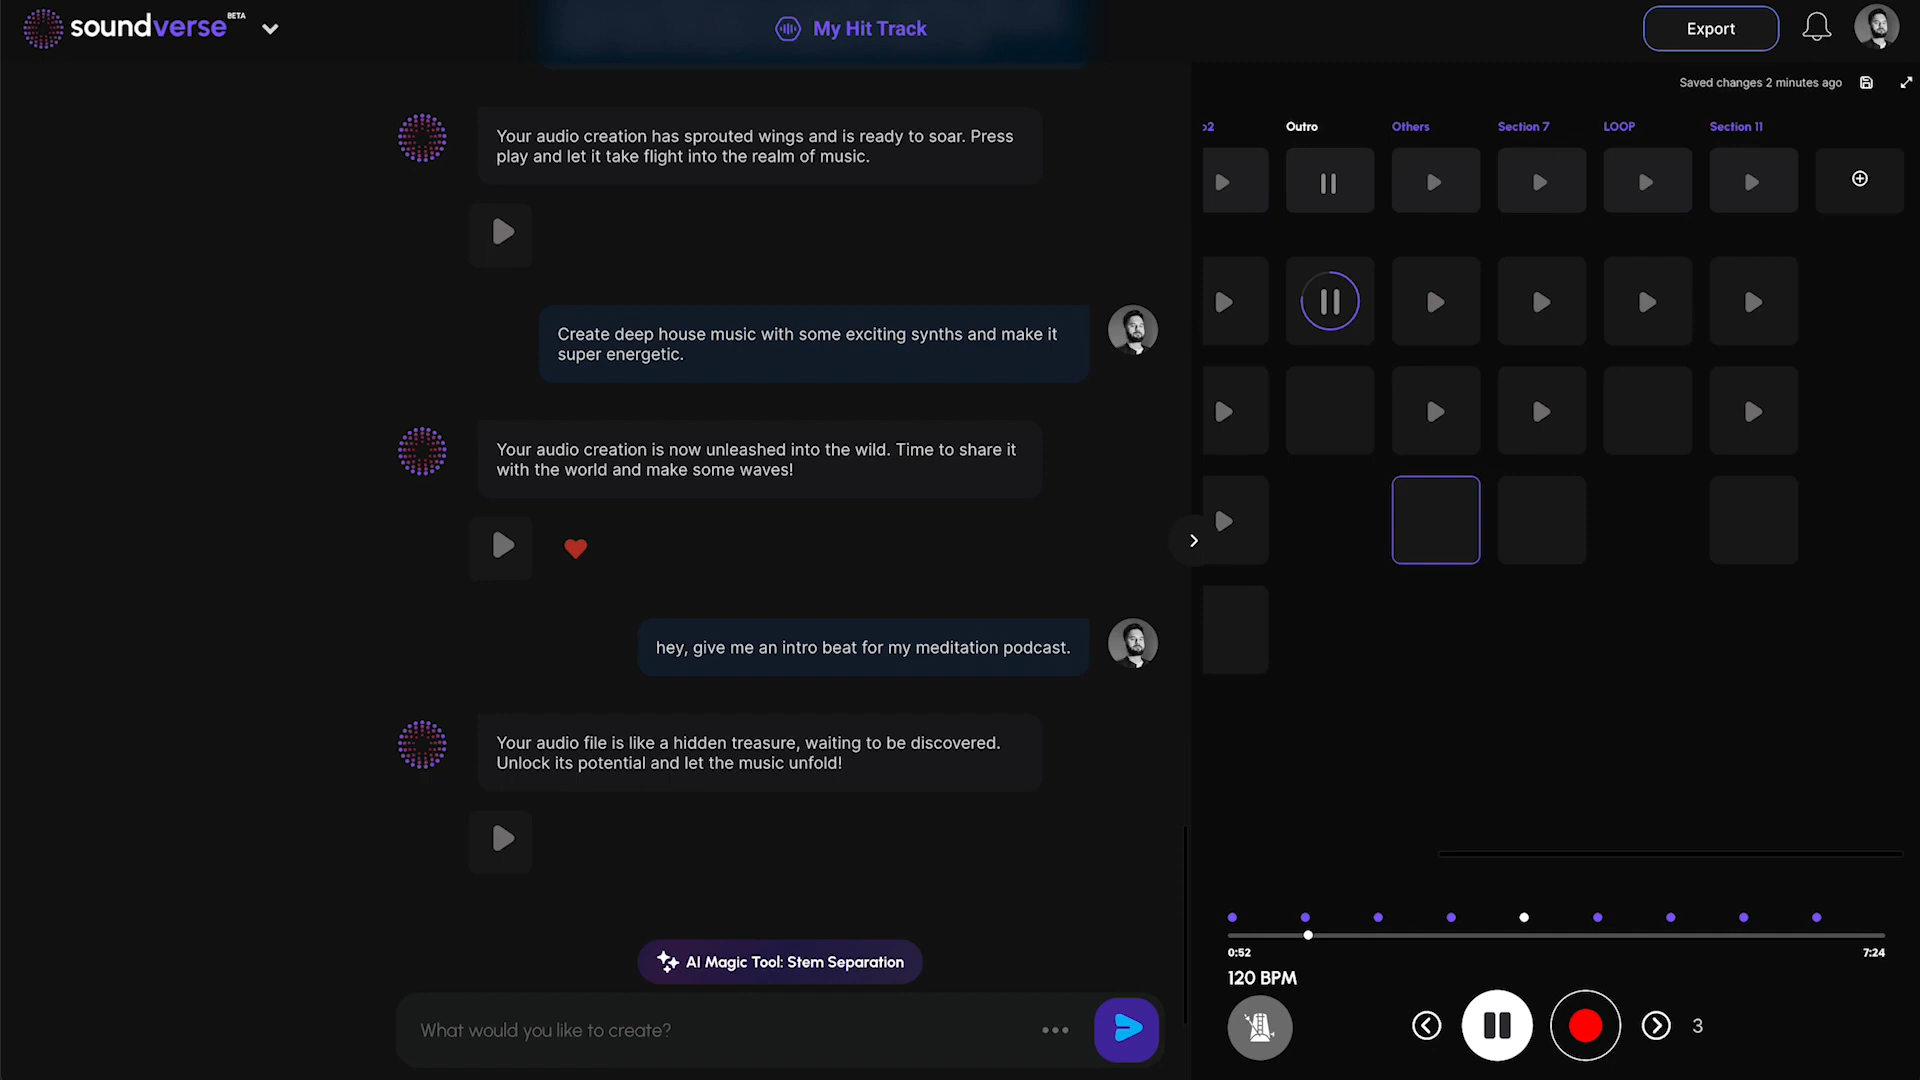 soundverse BETA
My Hit Track
Export
Saved changes 2 minutes ago
Outro Others Section 7 LOOP Section 11
Your audio creation has sprouted wings and is ready to soar. Press
play and let it take flight into the realm of music.
Create deep house music with some exciting synths and make it
super energetic.
Your audio creation is now unleashed into the wild. Time to share it
with the world and make some waves!
hey, give me an intro beat for my meditation podcast.
Your audio file is like a hidden treasure, waiting to be discovered.
Unlock its potential and let the music unfold!
AI Magic Tool: Stem Separation
What would you like to create?
0:52 7:24
120 BPM
3